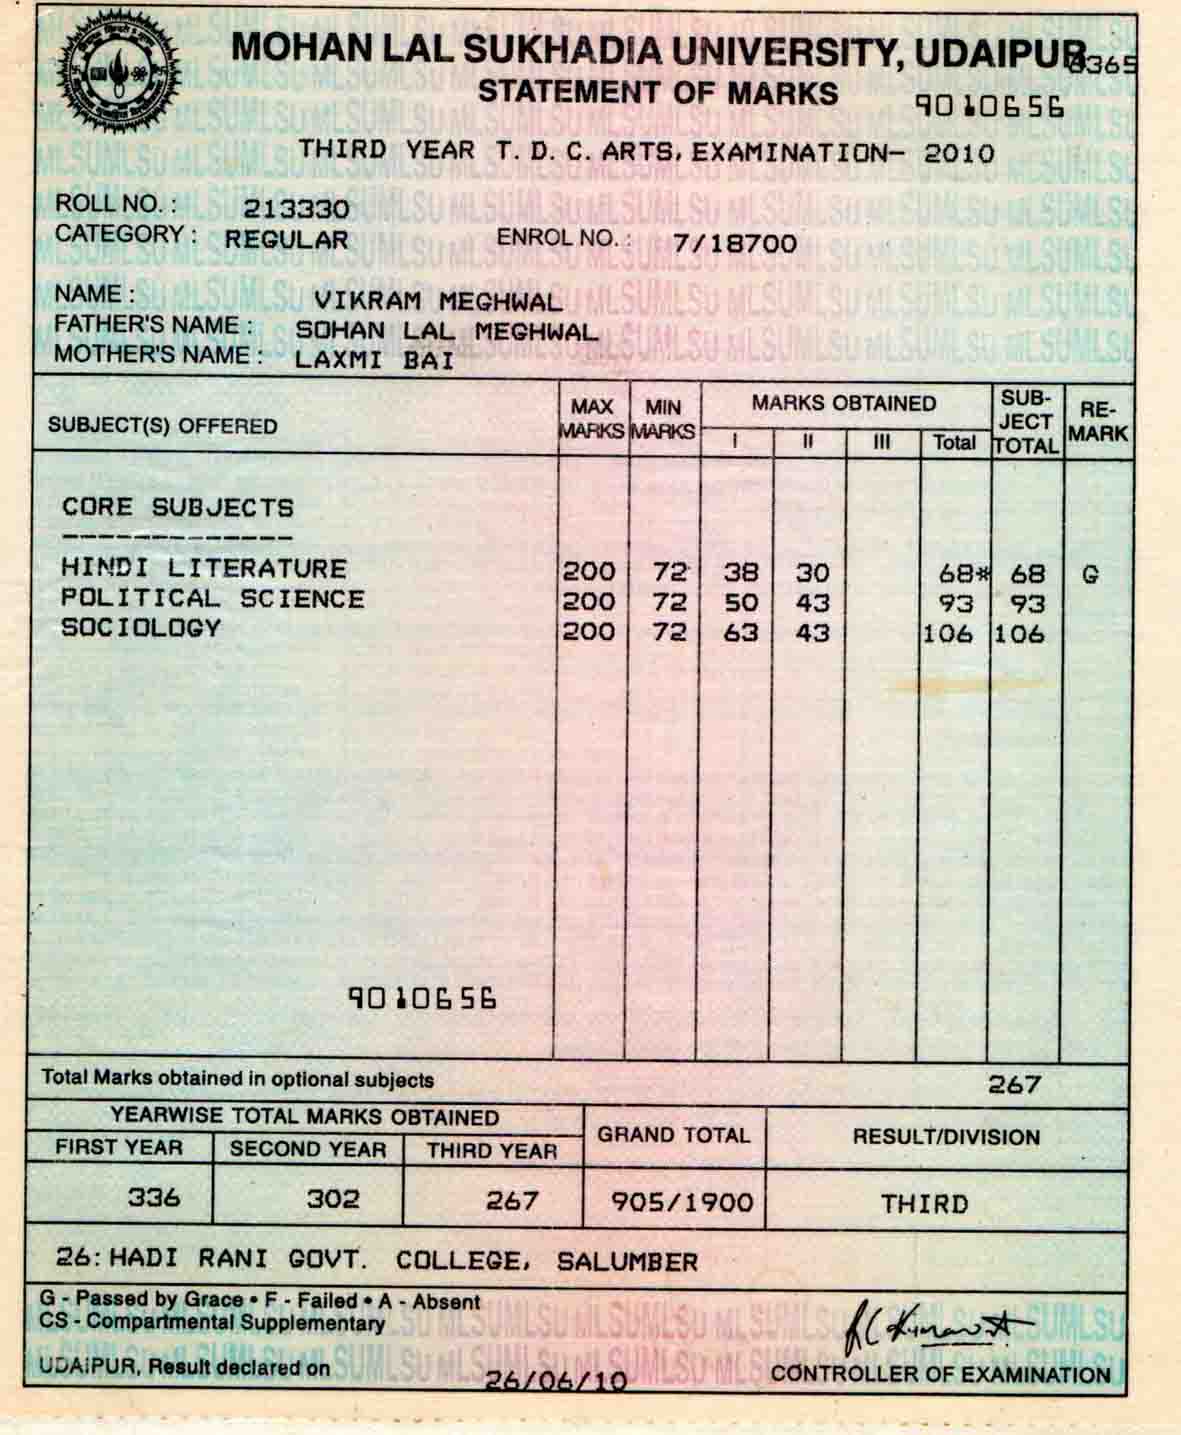 MOHAN LAL SUKHADIA UNIVERSITY, UDAIPUR
STATEMENT OF MARKS
9010656
THIRD YEAR T. D. C. ARTS, EXAMINATION- 2010
ROLL NO. : 213330
CATEGORY : REGULAR ENROL NO. : 7/18700
NAME : VIKRAM MEGHWAL
FATHER'S NAME : SOHAN LAL MEGHWAL
MOTHER'S NAME : LAXMI BAI
SUBJECT(S) OFFERED MAX MARKS MIN MARKS MARKS OBTAINED I II III Total SUB-JECT TOTAL RE-MARK
CORE SUBJECTS
-------------
HINDI LITERATURE 200 72 38 30 68* 68 G
POLITICAL SCIENCE 200 72 50 43 93 93
SOCIOLOGY 200 72 63 43 106 106
9010656
Total Marks obtained in optional subjects 267
YEARWISE TOTAL MARKS OBTAINED GRAND TOTAL RESULT/DIVISION
FIRST YEAR SECOND YEAR THIRD YEAR
336 302 267 905/1900 THIRD
26: HADI RANI GOVT. COLLEGE, SALUMBER
G - Passed by Grace • F - Failed • A - Absent
CS - Compartmental Supplementary
UDAIPUR, Result declared on 26/06/10 CONTROLLER OF EXAMINATION